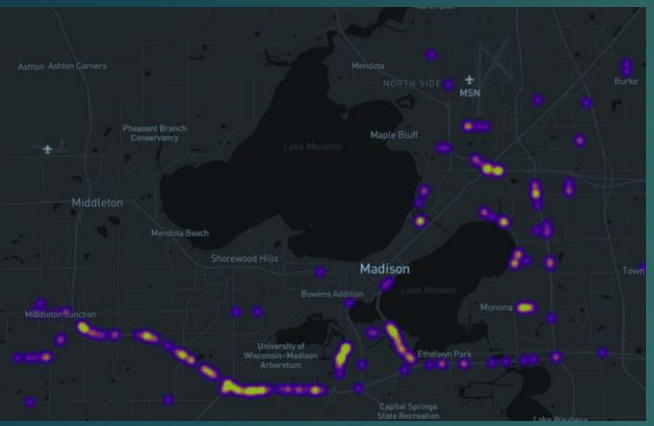 Mendota
Ashton Ashton Corners
NORTH SIDE
MSN
Burke
Pheasant Branch
Conservancy
Maple Bluff
Lake Mendota
Middleton
Mendota Beach
Shorewood Hills
Madison
Town
Bowens Addition
Lake Monona
Monona
Middleton Junction
University of
Wisconsin-Madison
Arboretum
Ethelwyn Park
Capital Springs
State Recreation
Lake Waubesa